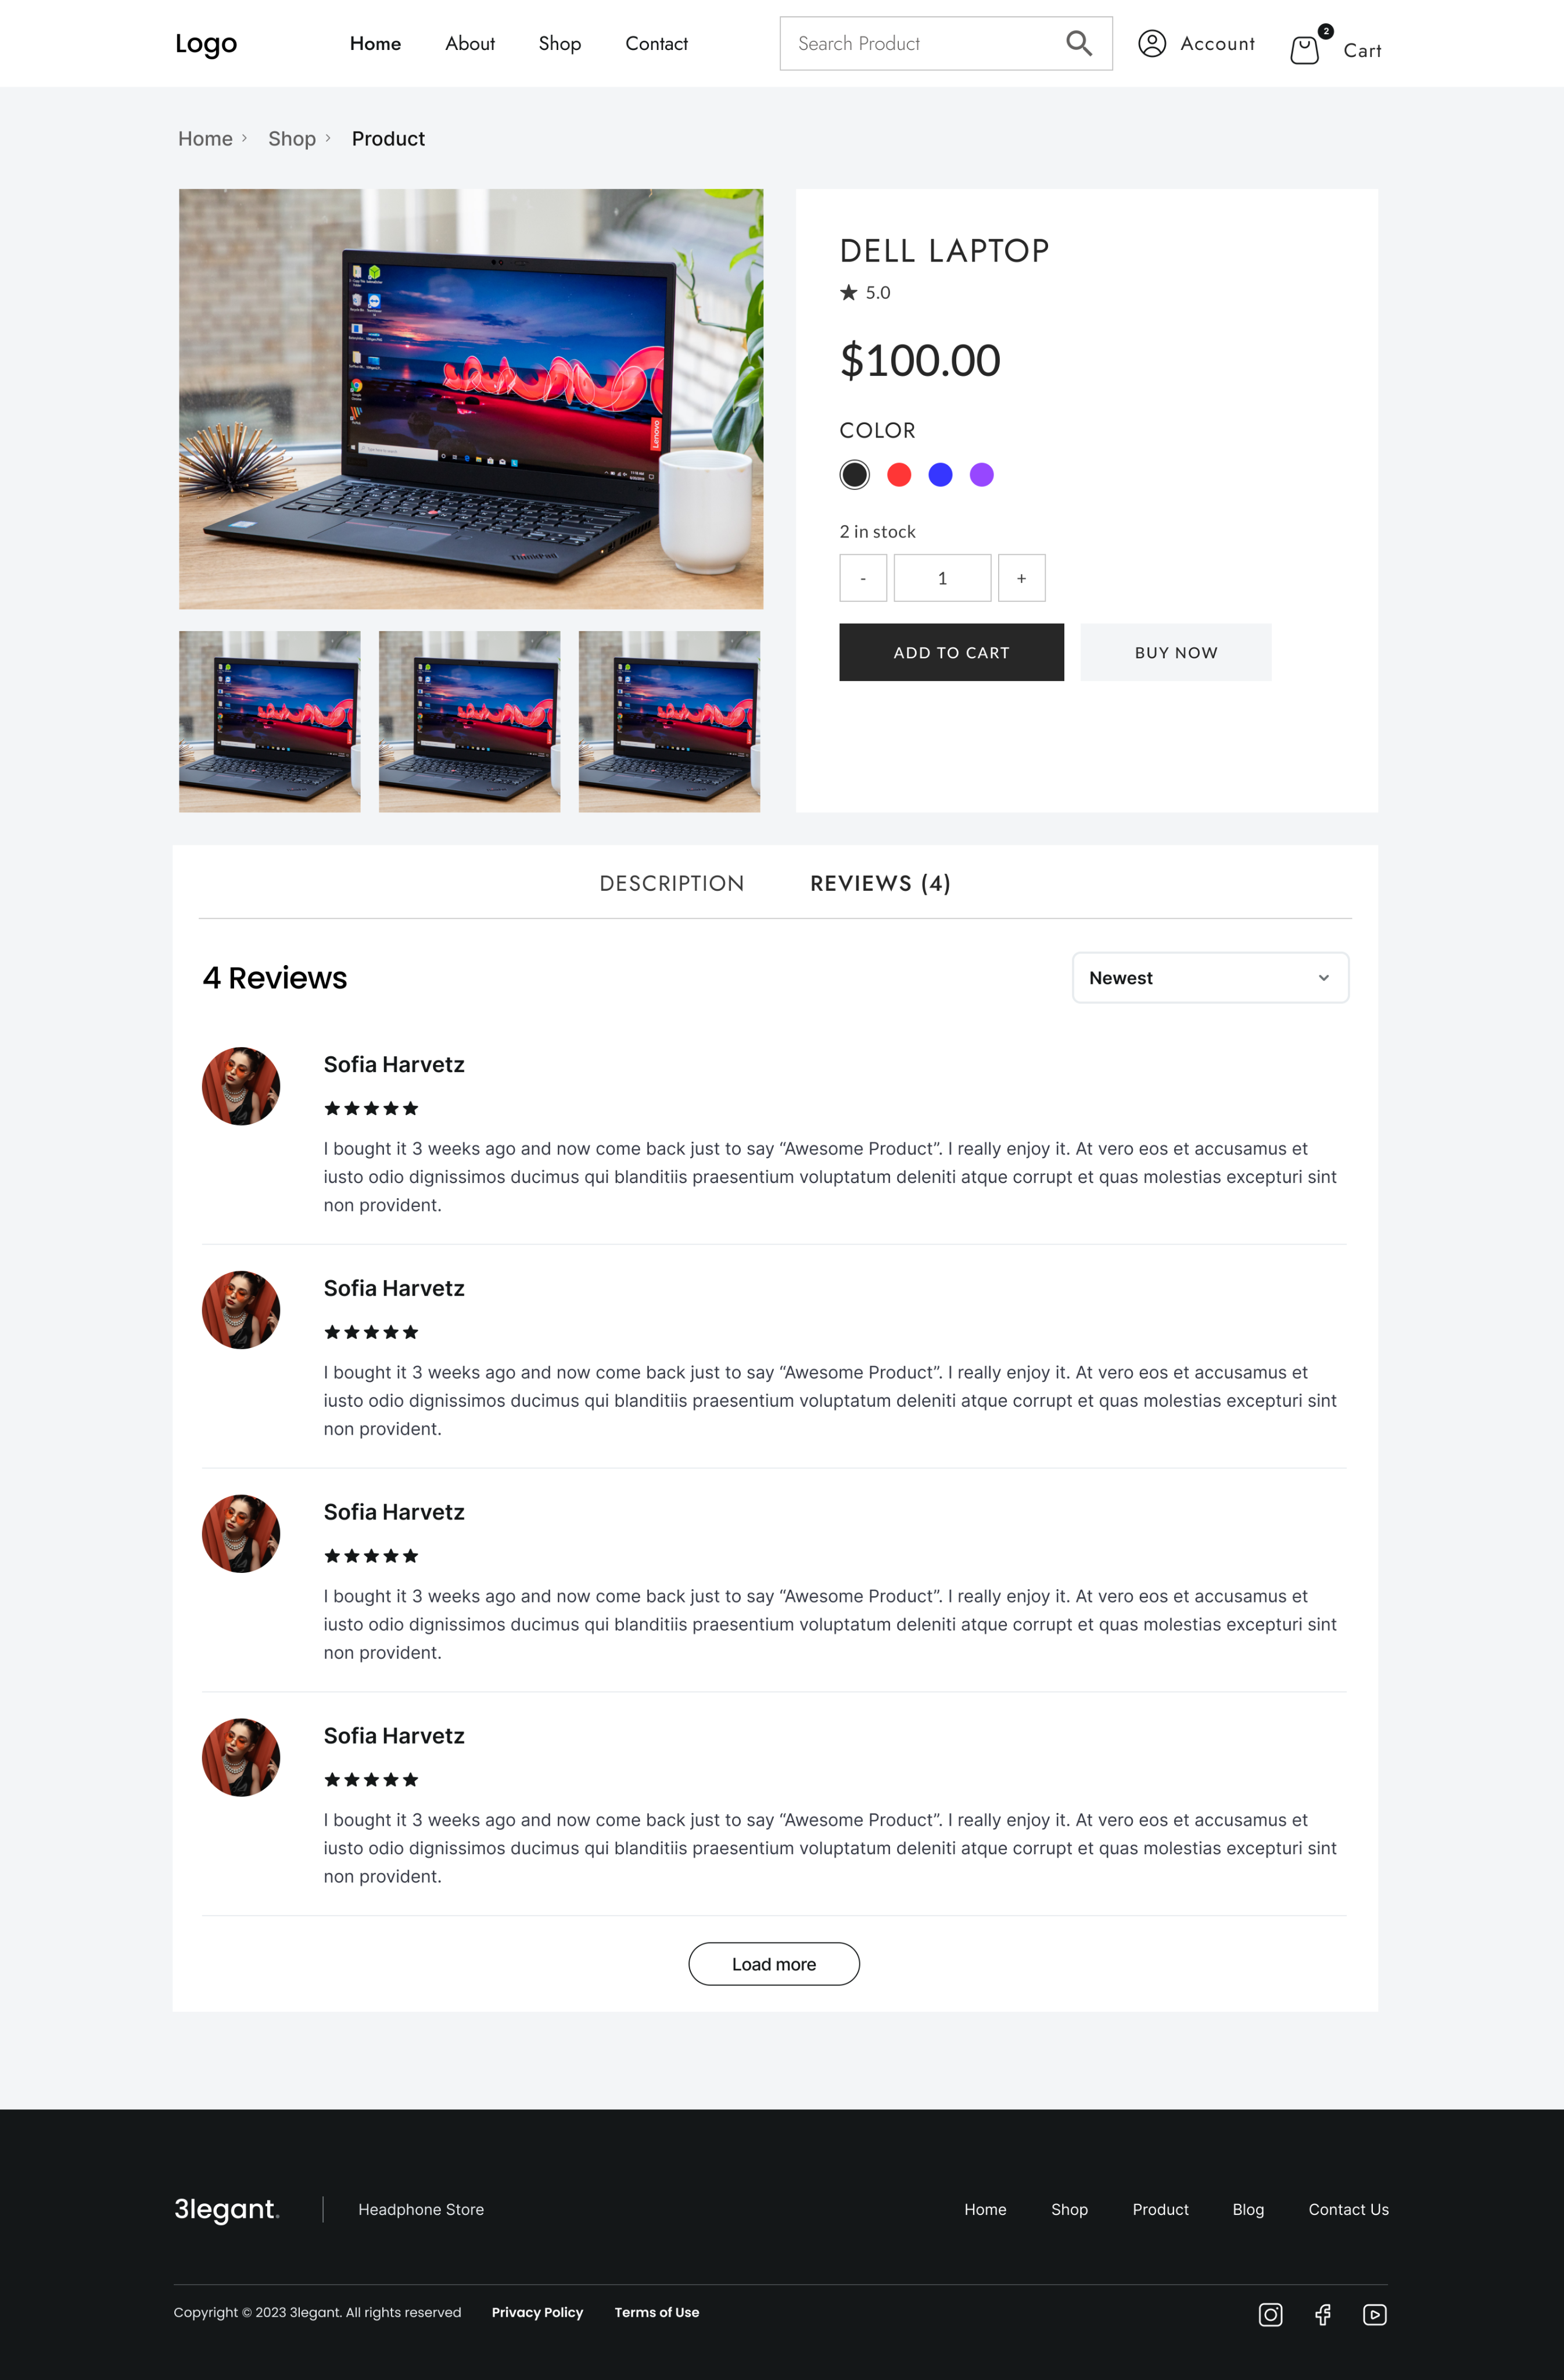 Logo
Home About Shop Contact
Search Product
Account
2
Cart
Home > Shop > Product
DELL LAPTOP
★ 5.0
$100.00
COLOR
2 in stock
- 1 +
ADD TO CART BUY NOW
Lenovo
ThinkPad
DESCRIPTION REVIEWS (4)
4 Reviews
Newest
Sofia Harvetz
I bought it 3 weeks ago and now come back just to say “Awesome Product”. I really enjoy it. At vero eos et accusamus et
iusto odio dignissimos ducimus qui blanditiis praesentium voluptatum deleniti atque corrupt et quas molestias excepturi sint
non provident.
Sofia Harvetz
I bought it 3 weeks ago and now come back just to say “Awesome Product”. I really enjoy it. At vero eos et accusamus et
iusto odio dignissimos ducimus qui blanditiis praesentium voluptatum deleniti atque corrupt et quas molestias excepturi sint
non provident.
Sofia Harvetz
I bought it 3 weeks ago and now come back just to say “Awesome Product”. I really enjoy it. At vero eos et accusamus et
iusto odio dignissimos ducimus qui blanditiis praesentium voluptatum deleniti atque corrupt et quas molestias excepturi sint
non provident.
Sofia Harvetz
I bought it 3 weeks ago and now come back just to say “Awesome Product”. I really enjoy it. At vero eos et accusamus et
iusto odio dignissimos ducimus qui blanditiis praesentium voluptatum deleniti atque corrupt et quas molestias excepturi sint
non provident.
Load more
3legant.
Headphone Store
Home Shop Product Blog Contact Us
Copyright © 2023 3legant. All rights reserved Privacy Policy Terms of Use